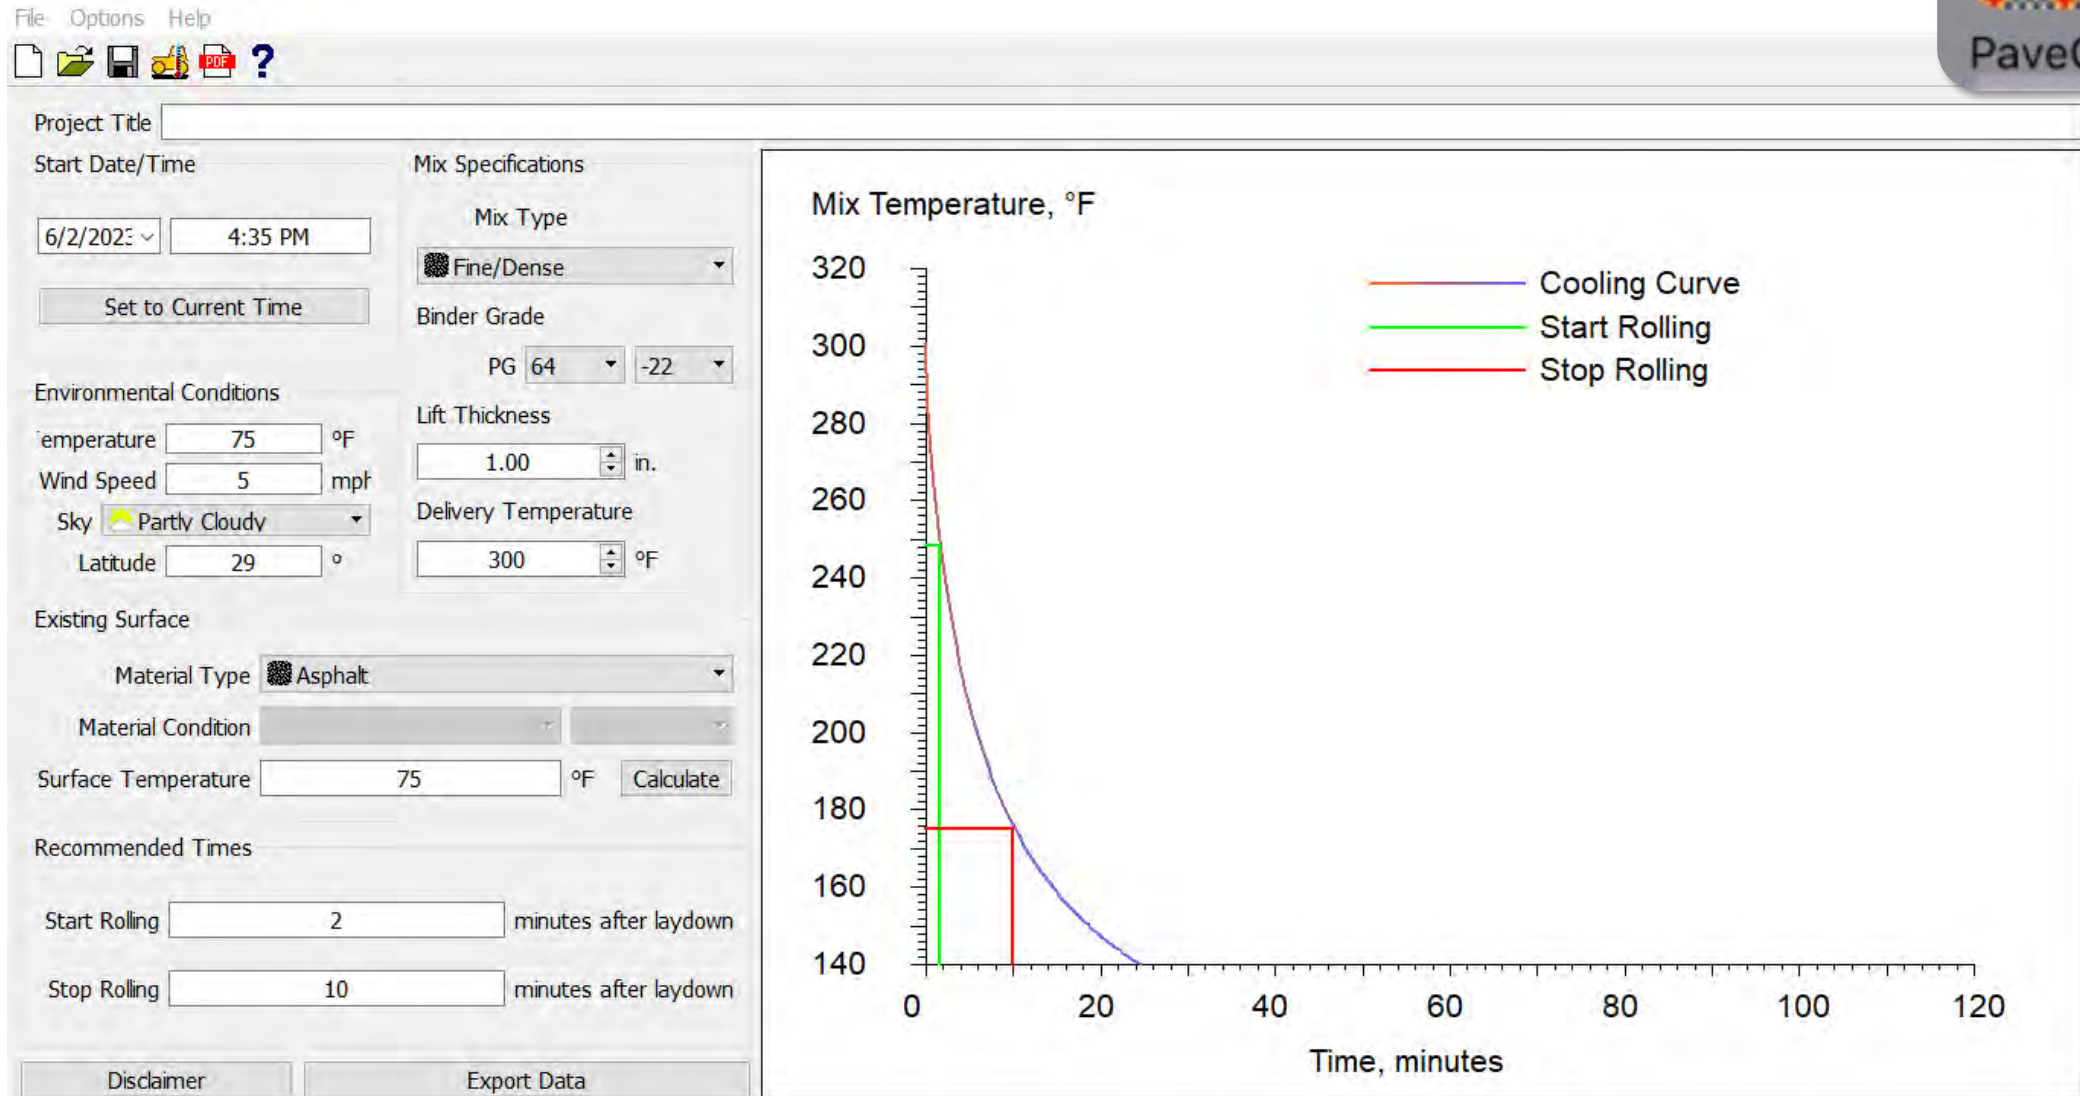 File Options Help
PDF ?
Project Title
Start Date/Time
6/2/2023 4:35 PM
Set to Current Time
Environmental Conditions
emperature 75 ºF
Wind Speed 5 mph
Sky Partly Cloudy
Latitude 29 º
Mix Specifications
Mix Type
Fine/Dense
Binder Grade
PG 64 -22
Lift Thickness
1.00 in.
Delivery Temperature
300 ºF
Existing Surface
Material Type Asphalt
Material Condition
Surface Temperature 75 ºF Calculate
Recommended Times
Start Rolling 2 minutes after laydown
Stop Rolling 10 minutes after laydown
Disclaimer Export Data
Mix Temperature, °F
320
300
280
260
240
220
200
180
160
140
0 20 40 60 80 100 120
Time, minutes
Cooling Curve
Start Rolling
Stop Rolling
Pave